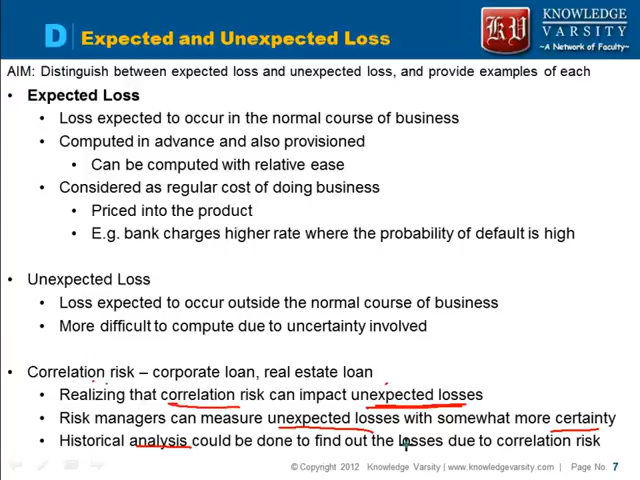 D Expected and Unexpected Loss
KV
KNOWLEDGE
VARSITY
~A Network of Faculty~
AIM: Distinguish between expected loss and unexpected loss, and provide examples of each
• Expected Loss
• Loss expected to occur in the normal course of business
• Computed in advance and also provisioned
• Can be computed with relative ease
• Considered as regular cost of doing business
• Priced into the product
• E.g. bank charges higher rate where the probability of default is high
• Unexpected Loss
• Loss expected to occur outside the normal course of business
• More difficult to compute due to uncertainty involved
• Correlation risk – corporate loan, real estate loan
• Realizing that correlation risk can impact unexpected losses
• Risk managers can measure unexpected losses with somewhat more certainty
• Historical analysis could be done to find out the losses due to correlation risk
© Copyright 2012 Knowledge Varsity | www.knowledgevarsity.com | Page No. 7